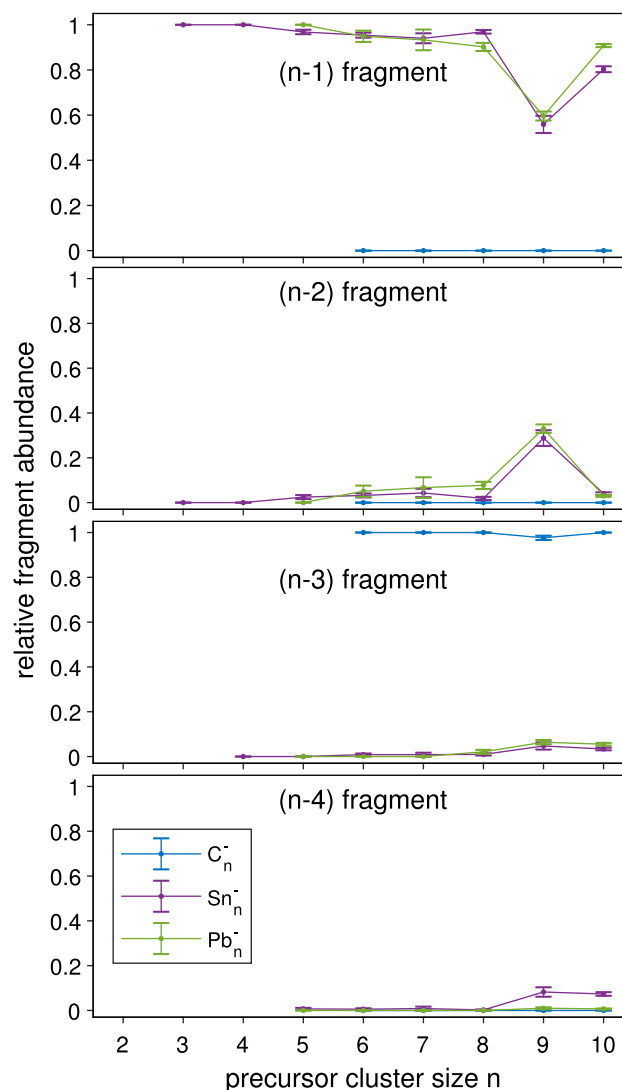 1
0.8
0.6
0.4
0.2
0
(n-1) fragment
1
0.8
0.6
0.4
0.2
0
(n-2) fragment
relative fragment abundance
1
0.8
0.6
0.4
0.2
0
(n-3) fragment
1
0.8
0.6
0.4
0.2
0
(n-4) fragment
C⁻ₙ
Sn⁻ₙ
Pb⁻ₙ
2 3 4 5 6 7 8 9 10
precursor cluster size n